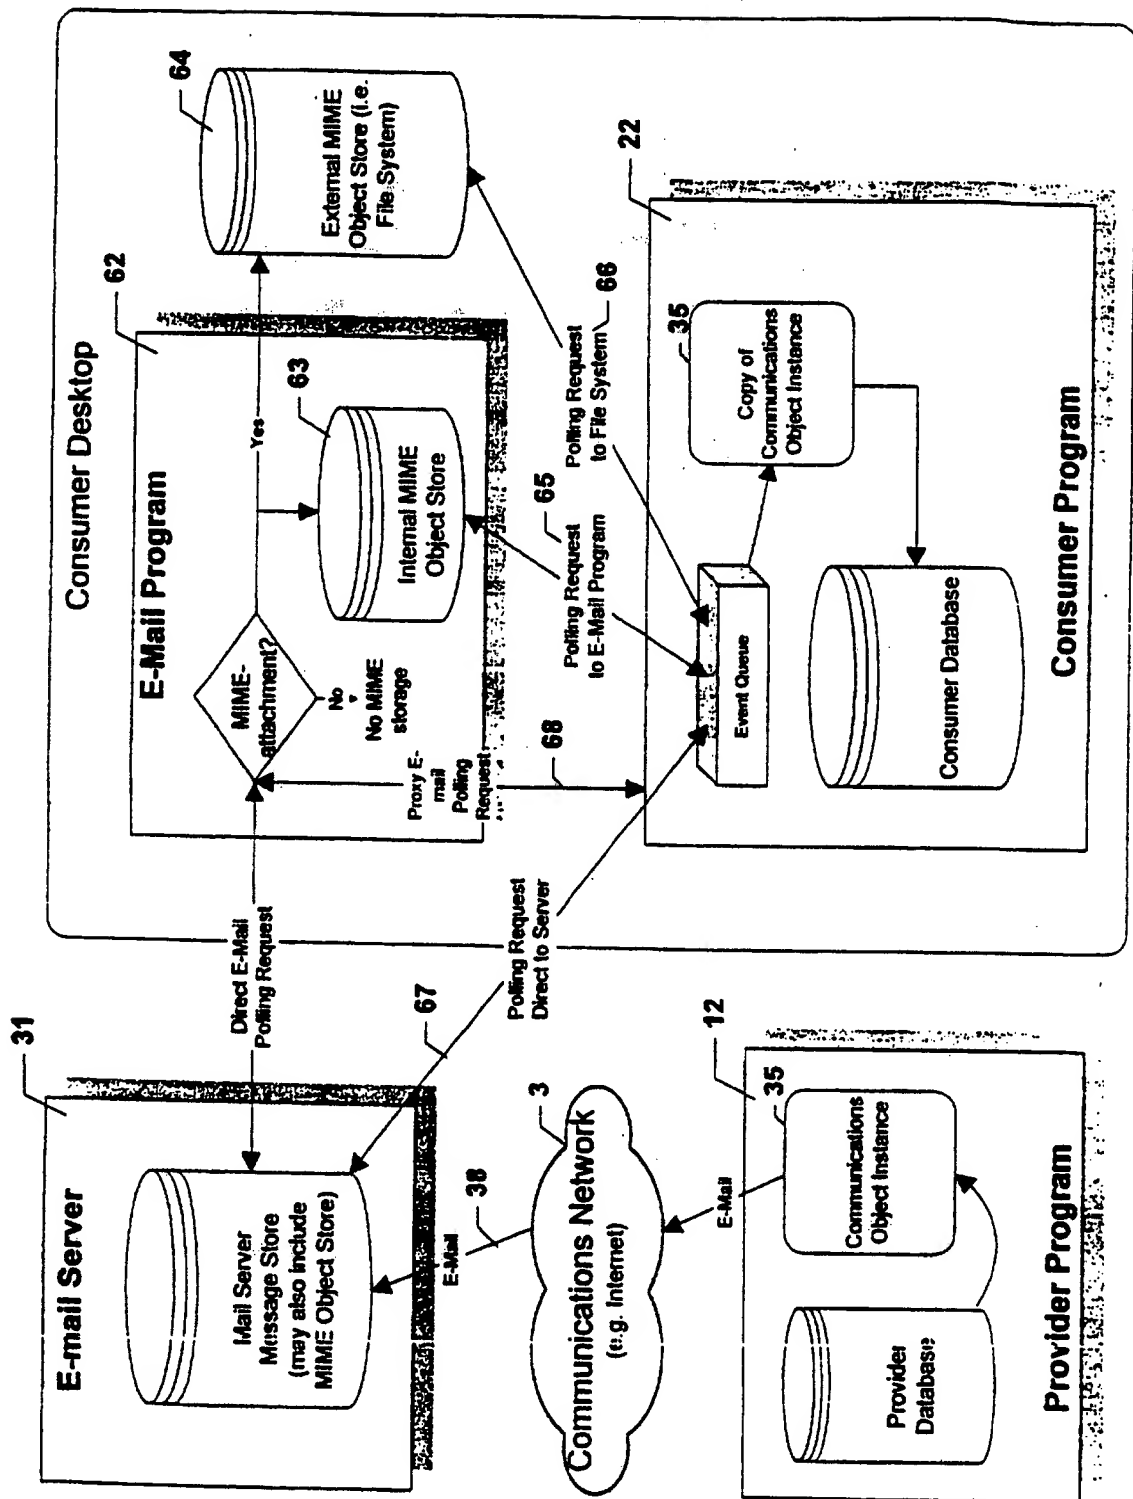 Consumer Desktop
E-Mail Program
62
64
MIME-
attachment?
Yes
No
No MIME
storage
63
Internal MIME
Object Store
External MIME
Object Store (i.e.
File System)
E-mail Server
31
Mail Server
Message Store
(may also include
MIME Object Store)
Direct E-Mail
Polling Request
Proxy E-
mail
Polling
Request
68
Polling Request
to E-Mail Program
65
Polling Request
to File System
66
67
Polling Request
Direct to Server
38
E-Mail
3
Communications Network
(e.g. Internet)
E-Mail
12
35
Communications
Object Instance
Provider
Database
Provider Program
22
Event Queue
35
Copy of
Communications
Object Instance
Consumer Database
Consumer Program